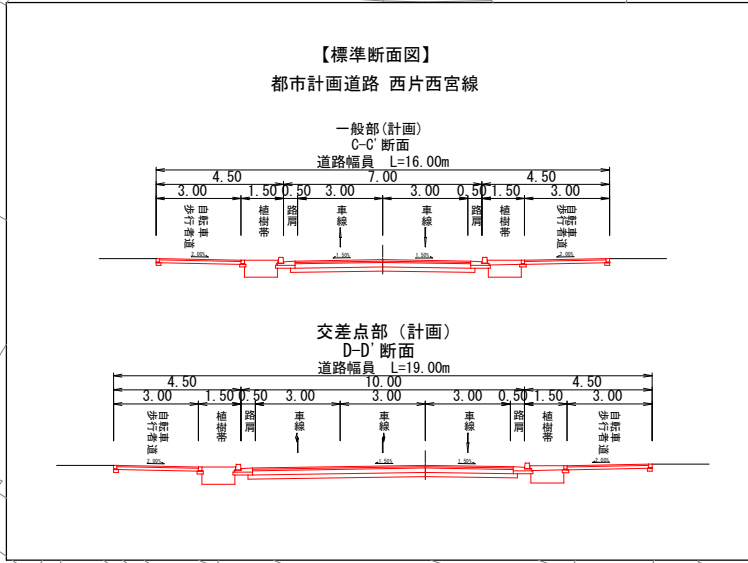 【標準断面図】
都市計画道路 西片西宮線
一般部(計画)
C-C'断面
道路幅員 L=16.00m
4.50 7.00 4.50
3.00 1.50 0.50 3.00 3.00 0.50 1.50 3.00
自転車歩行者道 植樹帯 路肩 車線 車線 路肩 植樹帯 自転車歩行者道
2.00% 1.50% 1.50% 2.00%
交差点部（計画）
D-D'断面
道路幅員 L=19.00m
4.50 10.00 4.50
3.00 1.50 0.50 3.00 3.00 3.00 0.50 1.50 3.00
自転車歩行者道 植樹帯 路肩 車線 車線 車線 路肩 植樹帯 自転車歩行者道
2.00% 1.50% 1.50% 2.00%